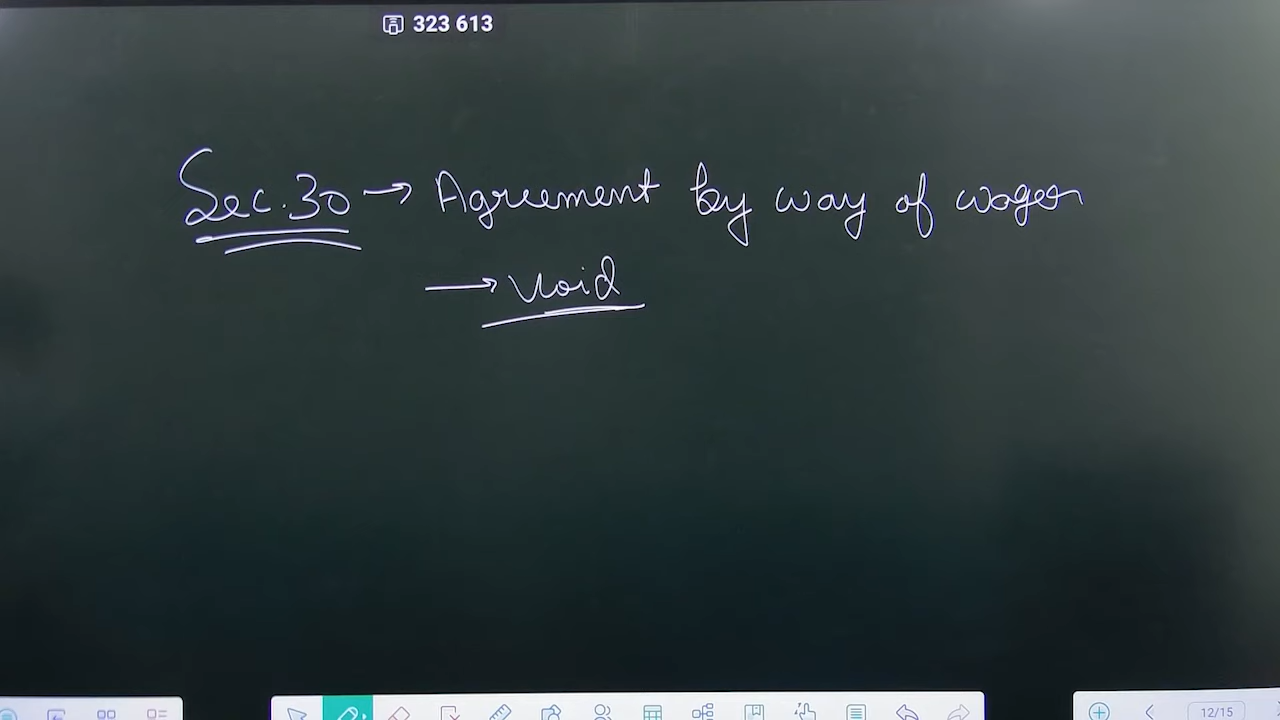 323 613
Sec. 30 → Agreement by way of wager
→ Void
12/15